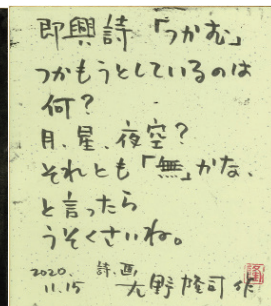 即興詩「つかむ」
つかもうとしているのは
何?
月、星、夜空?
それとも「無」かな、
と言ったら
うそくさいね。
2020.
11.15
詩・画
大野隆司 作